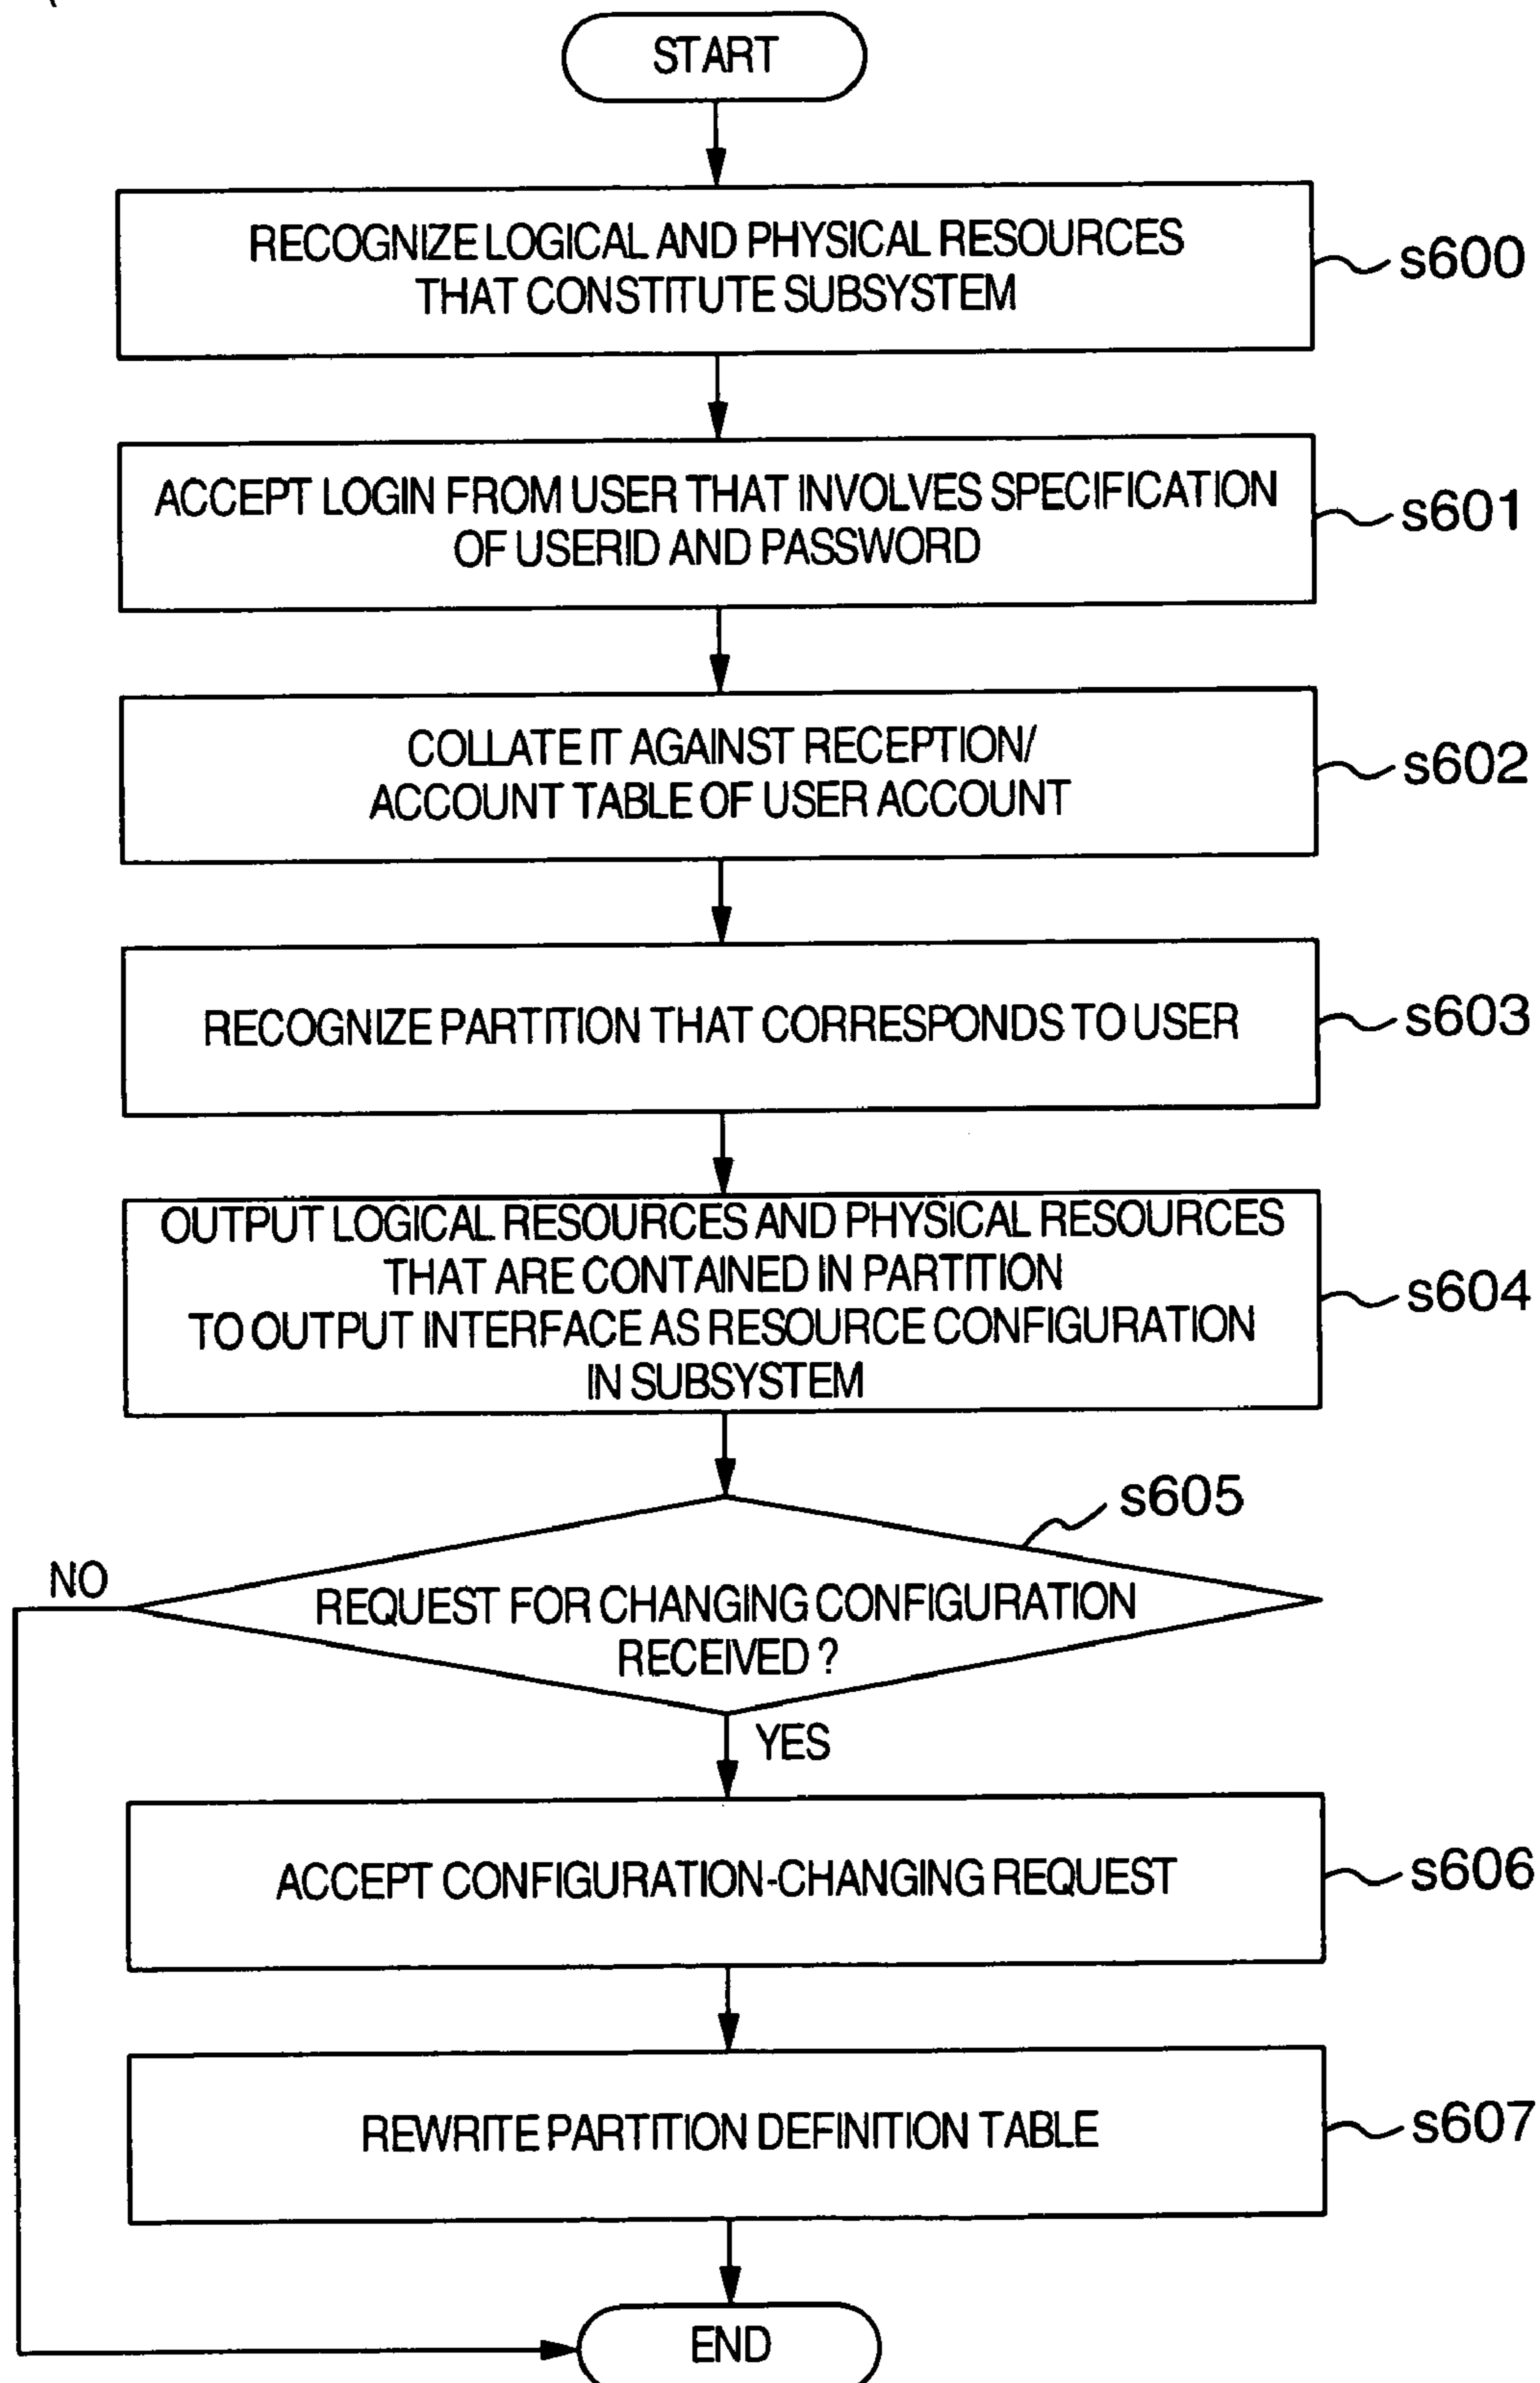 START
RECOGNIZE LOGICAL AND PHYSICAL RESOURCES
THAT CONSTITUTE SUBSYSTEM
s600
ACCEPT LOGIN FROM USER THAT INVOLVES SPECIFICATION
OF USERID AND PASSWORD
s601
COLLATE IT AGAINST RECEPTION/
ACCOUNT TABLE OF USER ACCOUNT
s602
RECOGNIZE PARTITION THAT CORRESPONDS TO USER
s603
OUTPUT LOGICAL RESOURCES AND PHYSICAL RESOURCES
THAT ARE CONTAINED IN PARTITION
TO OUTPUT INTERFACE AS RESOURCE CONFIGURATION
IN SUBSYSTEM
s604
s605
NO
REQUEST FOR CHANGING CONFIGURATION
RECEIVED ?
YES
ACCEPT CONFIGURATION-CHANGING REQUEST
s606
REWRITE PARTITION DEFINITION TABLE
s607
END